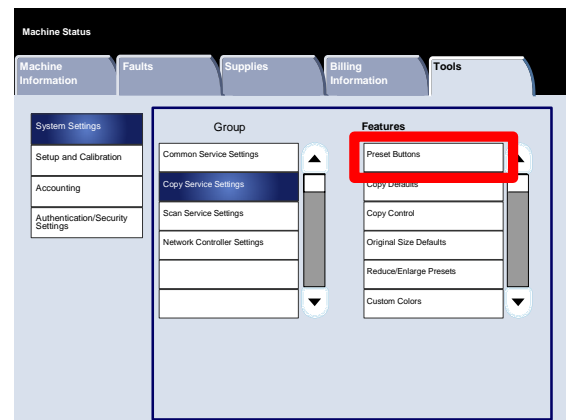 Machine Status
Machine
Information
Faults
Supplies
Billing
Information
Tools
System Settings
Setup and Calibration
Accounting
Authentication/Security
Settings
Group
Common Service Settings
Copy Service Settings
Scan Service Settings
Network Controller Settings
Features
Preset Buttons
Copy Defaults
Copy Control
Original Size Defaults
Reduce/Enlarge Presets
Custom Colors